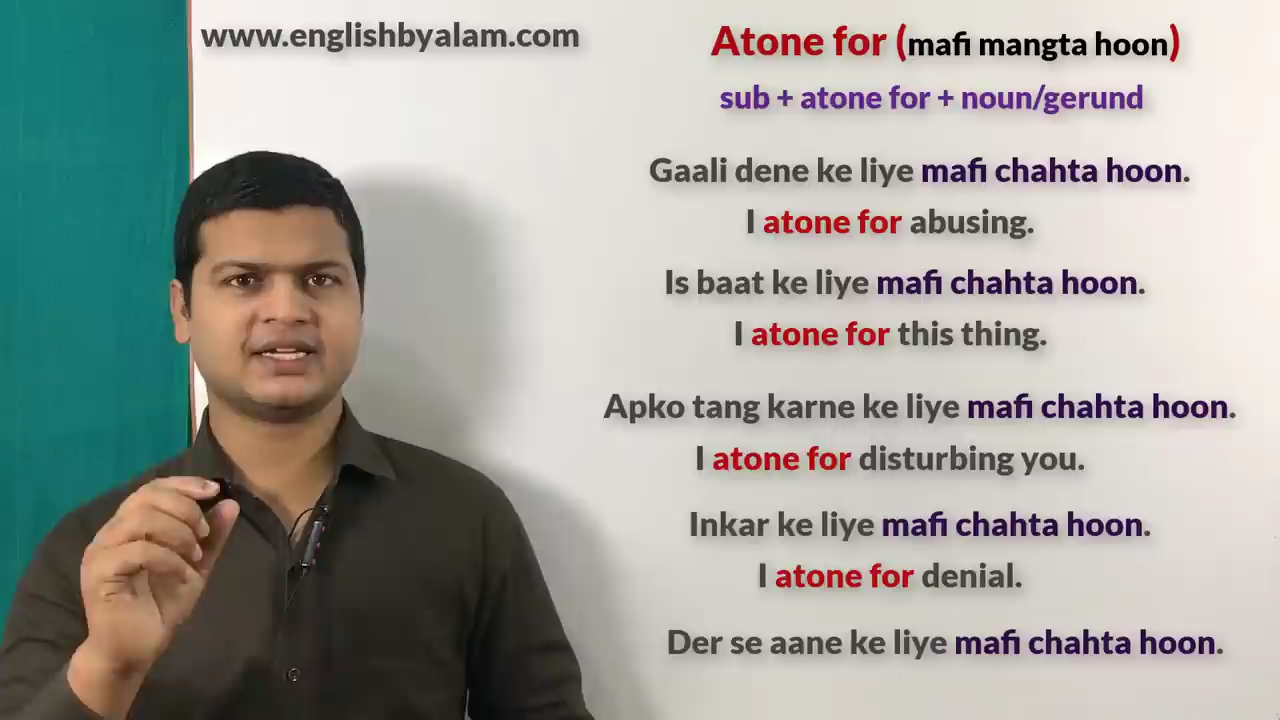 www.englishbyalam.com
Atone for (mafi mangta hoon)
sub + atone for + noun/gerund
Gaali dene ke liye mafi chahta hoon.
I atone for abusing.
Is baat ke liye mafi chahta hoon.
I atone for this thing.
Apko tang karne ke liye mafi chahta hoon.
I atone for disturbing you.
Inkar ke liye mafi chahta hoon.
I atone for denial.
Der se aane ke liye mafi chahta hoon.